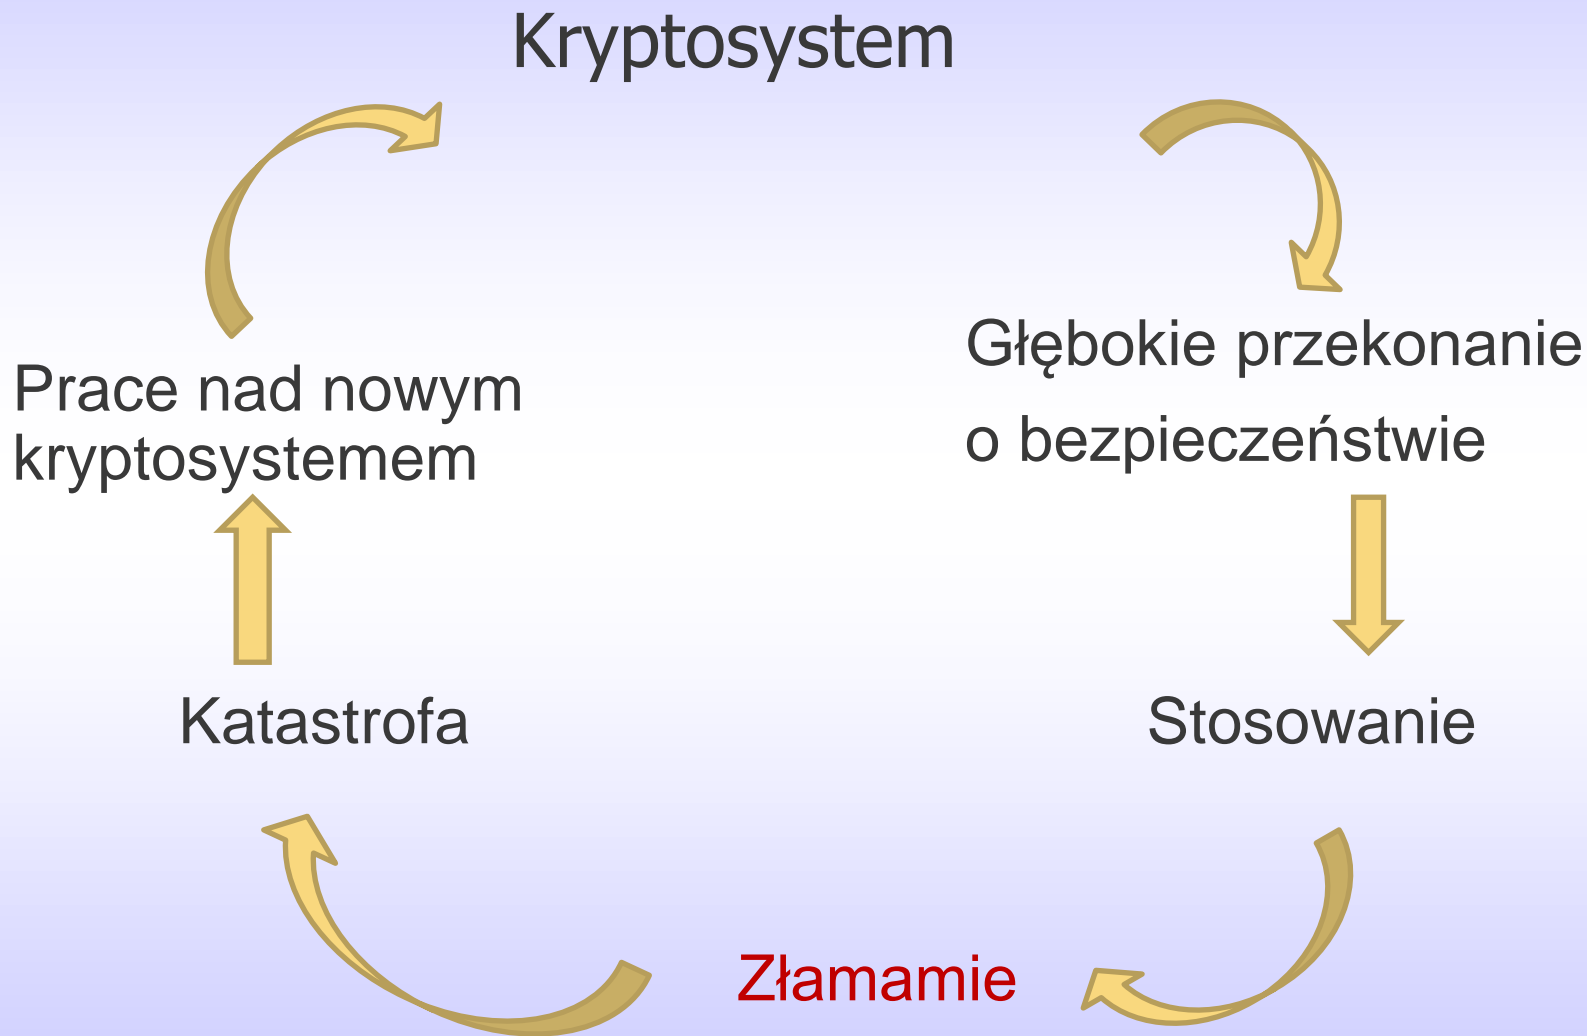 Kryptosystem
Głębokie przekonanie
o bezpieczeństwie
Prace nad nowym
kryptosystemem
Katastrofa
Stosowanie
Złamamie